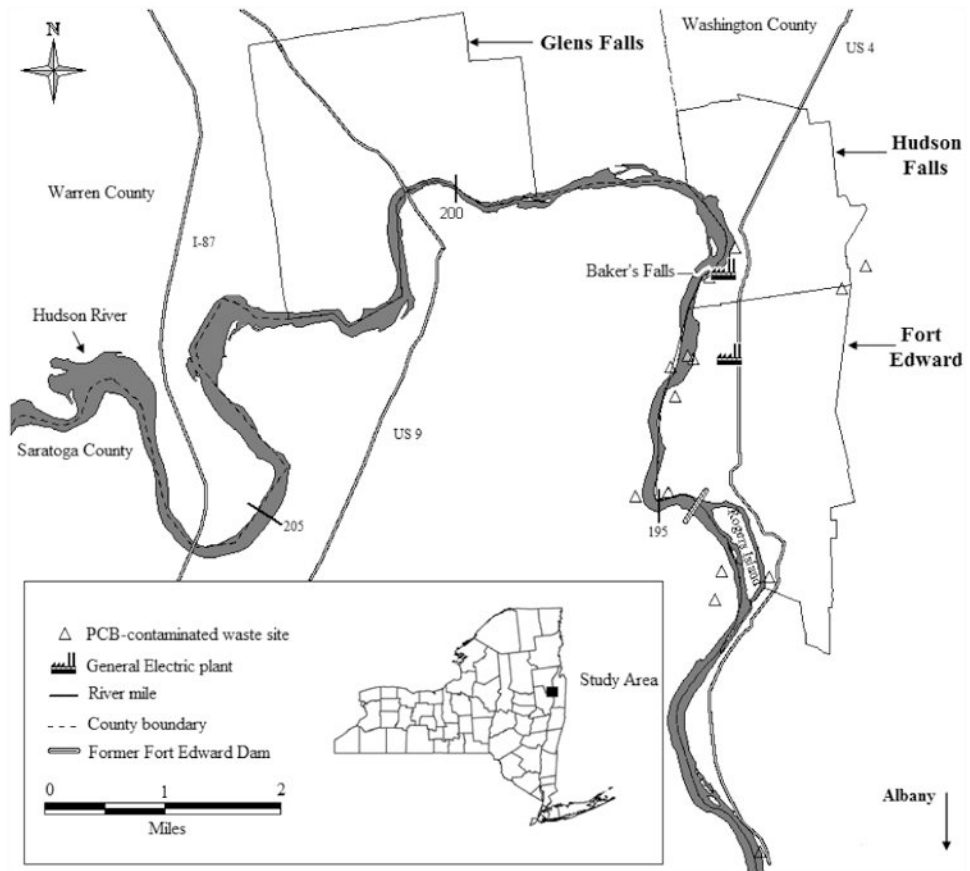 N
Glens Falls
Washington County
US 4
Hudson
Falls
Warren County
200
I-87
Baker's Falls
Hudson River
Fort
Edward
US 9
Saratoga County
205
195
Rogers Island
PCB-contaminated waste site
General Electric plant
River mile
County boundary
Former Fort Edward Dam
Study Area
0 1 2
Miles
Albany